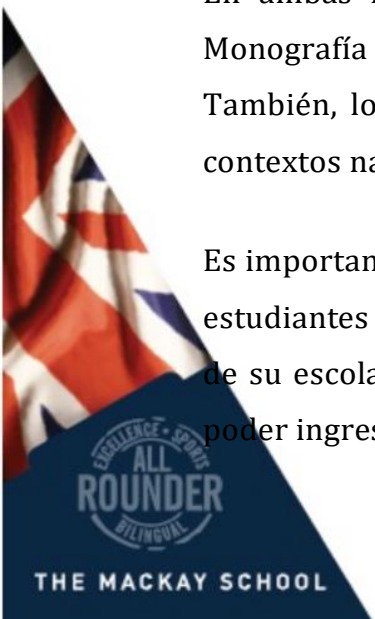 En ambas
Monografía
También, lo
contextos na
Es importan
estudiantes
de su escola
poder ingres
EXCELLENCE • SPORTS
ALL
ROUNDER
BILINGUAL
THE MACKAY SCHOOL